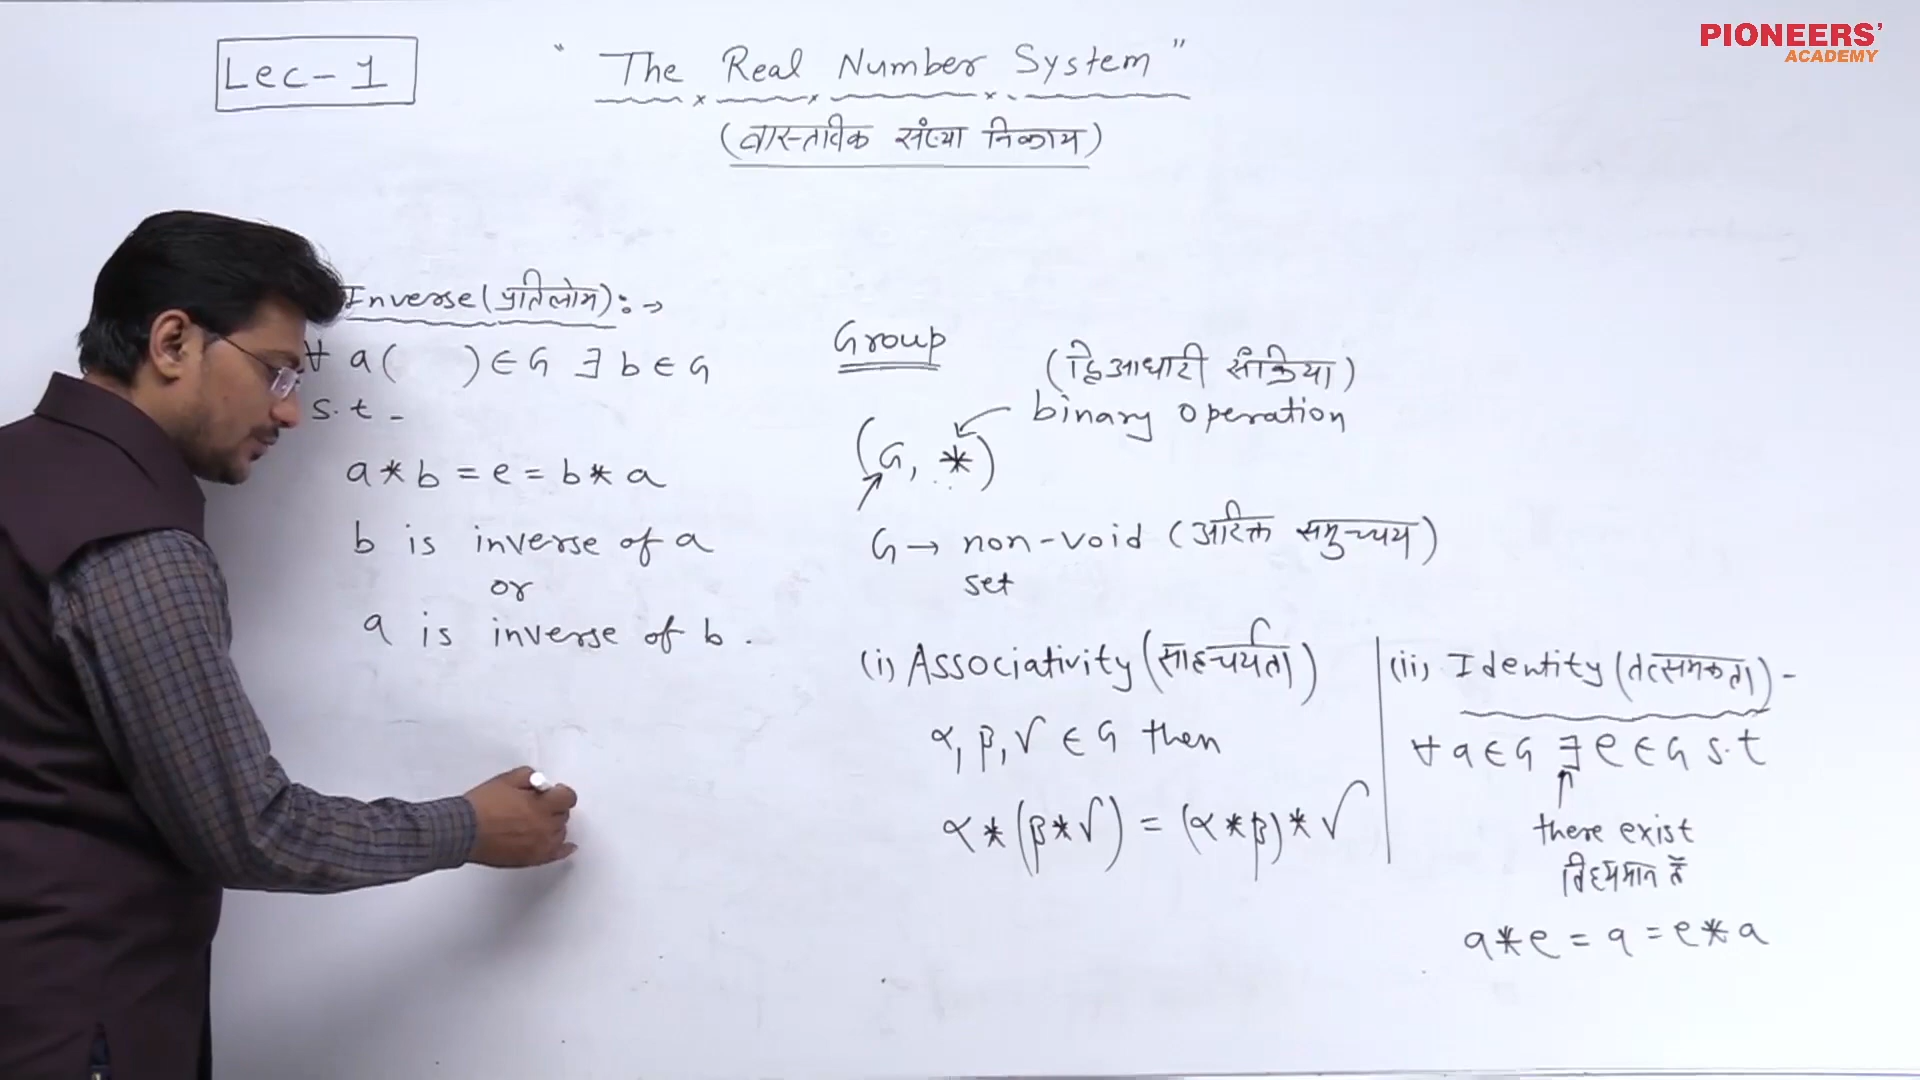 PIONEERS'
ACADEMY
Lec-1
"The Real Number System"
(वास्तविक संख्या निकाय)
Inverse (प्रतिलोम) : →
∀ a( ) ∈ G ∃ b ∈ G
s.t -
a * b = e = b * a
b is inverse of a
or
a is inverse of b.
Group
(द्विआधारी संक्रिया)
binary operation
(G, *)
G → non-void (अरिक्त समुच्चय)
set
(i) Associativity (साहचर्यता)
α, β, γ ∈ G then
α * (β * γ) = (α * β) * γ
(ii) Identity (तत्समकता) -
∀ a ∈ G ∃ e ∈ G s.t
there exist
विद्यमान है
a * e = a = e * a